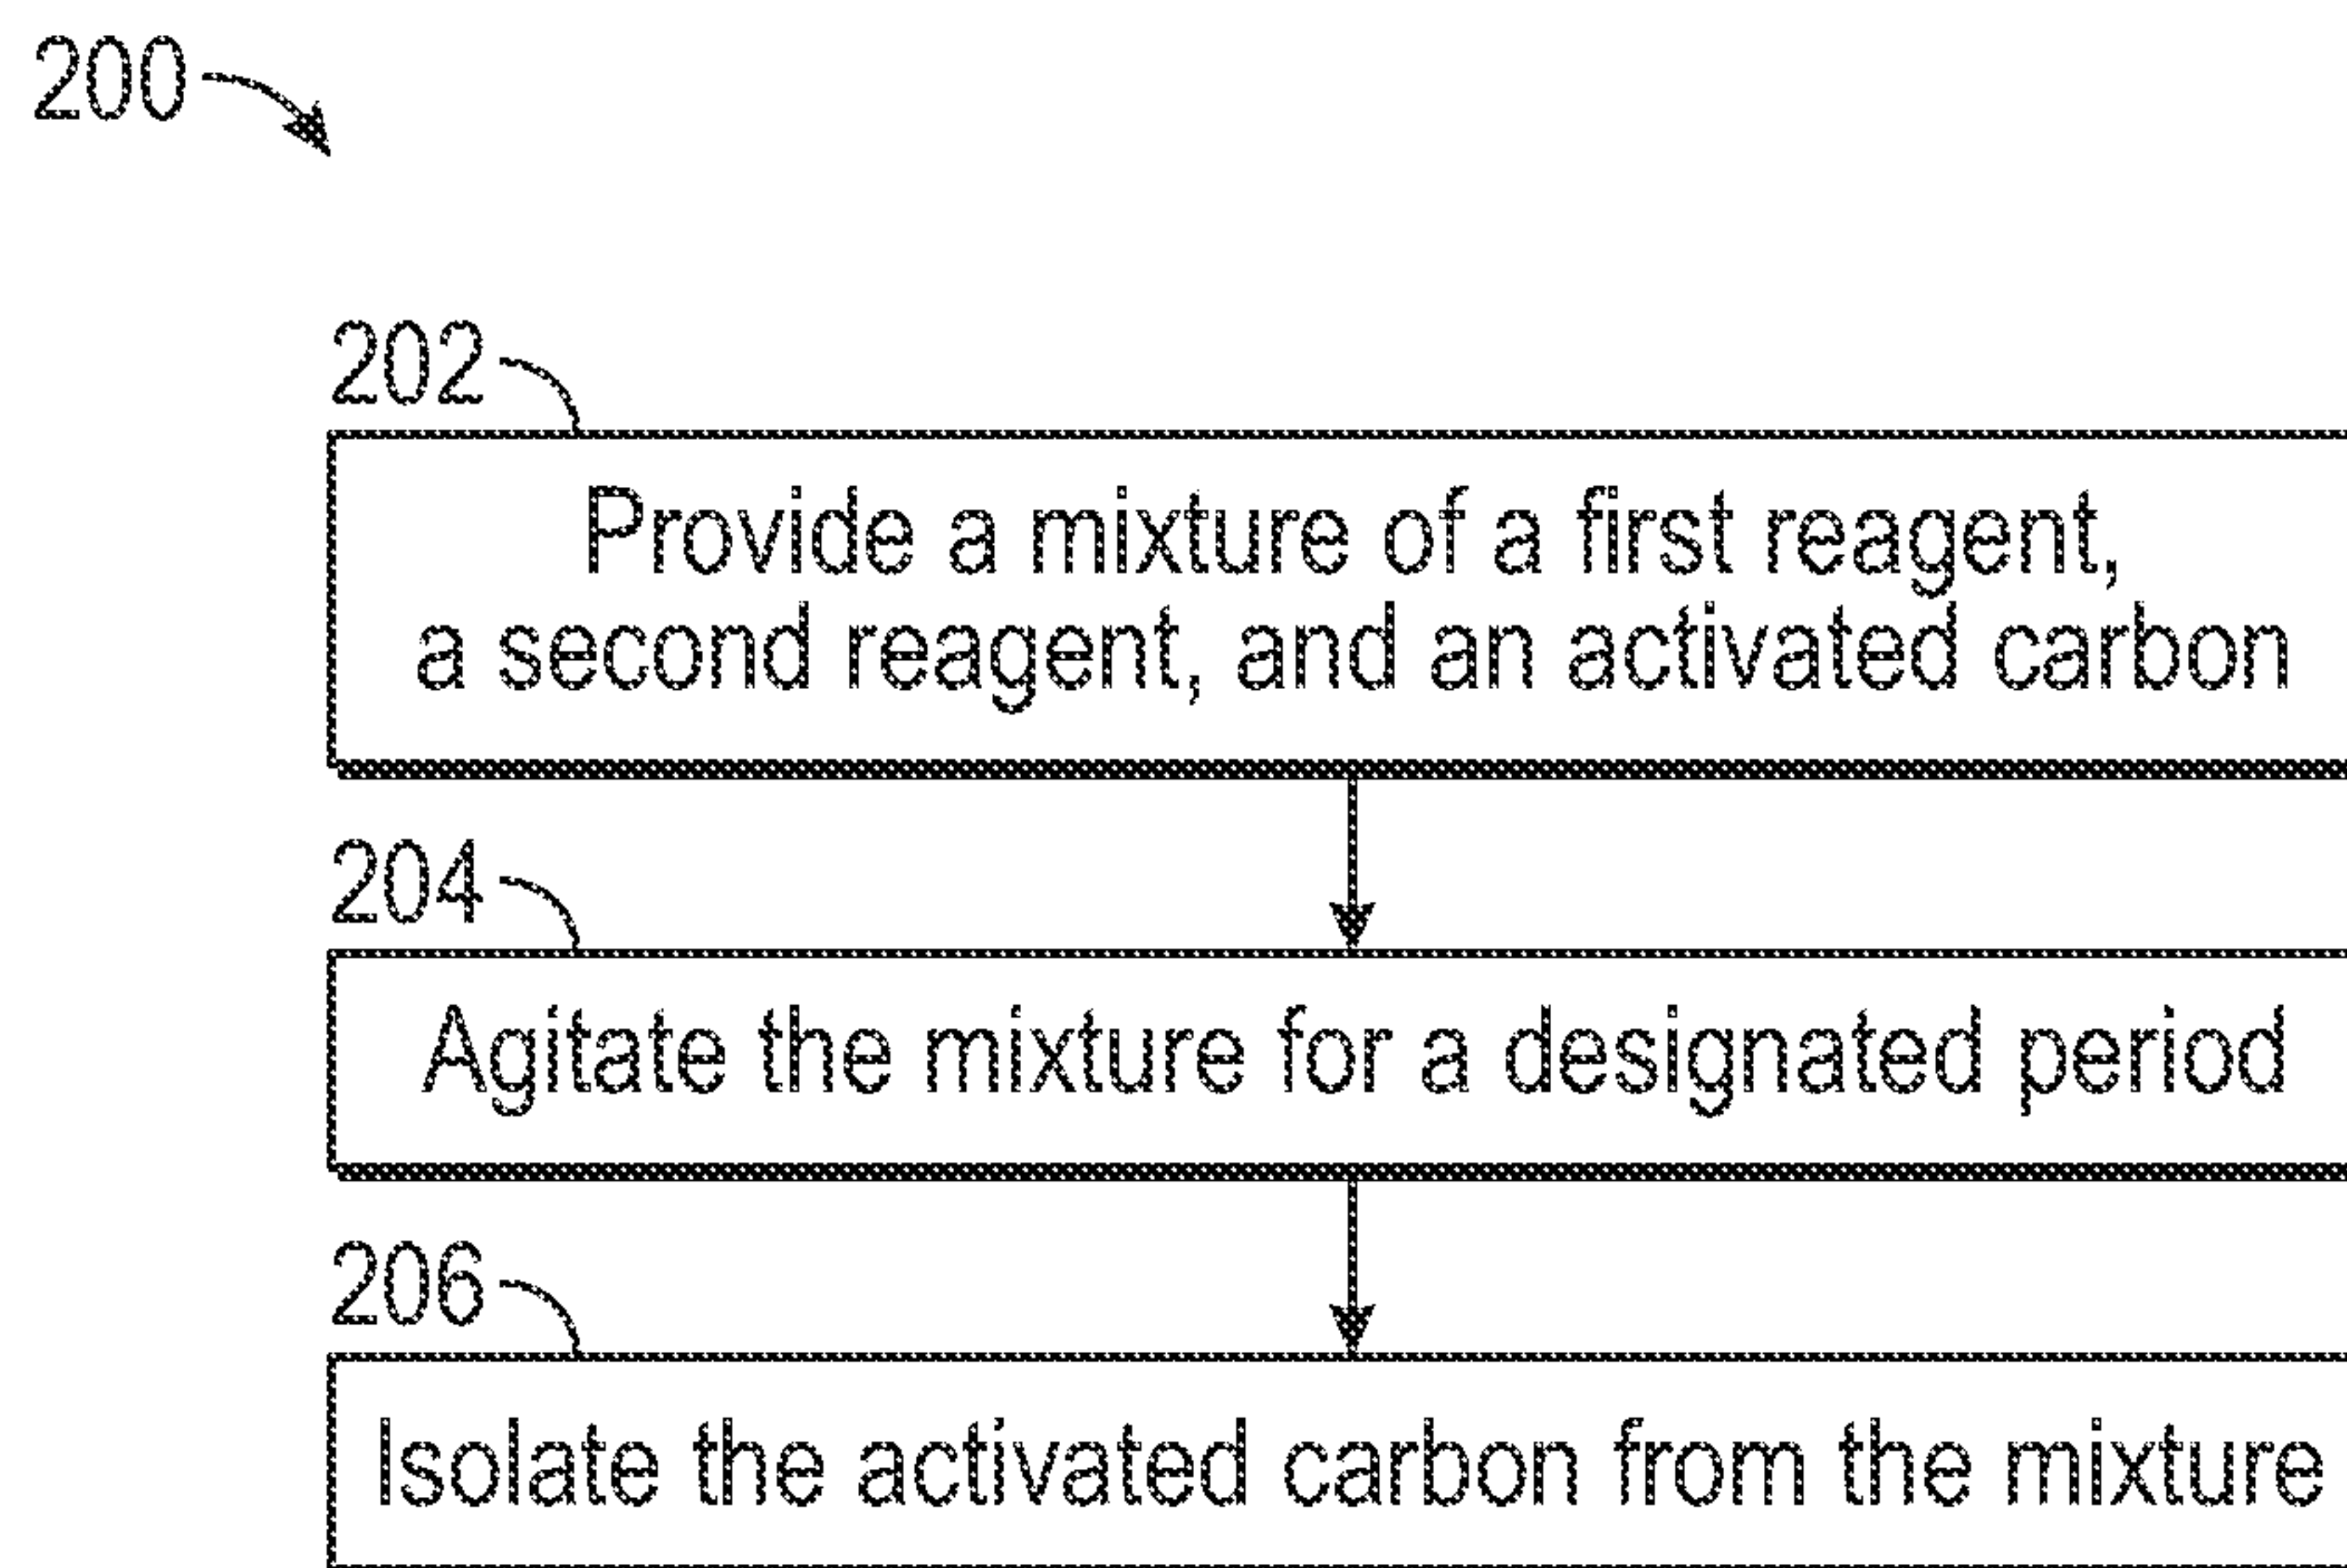 200
202
Provide a mixture of a first reagent,
a second reagent, and an activated carbon
204
Agitate the mixture for a designated period
206
Isolate the activated carbon from the mixture